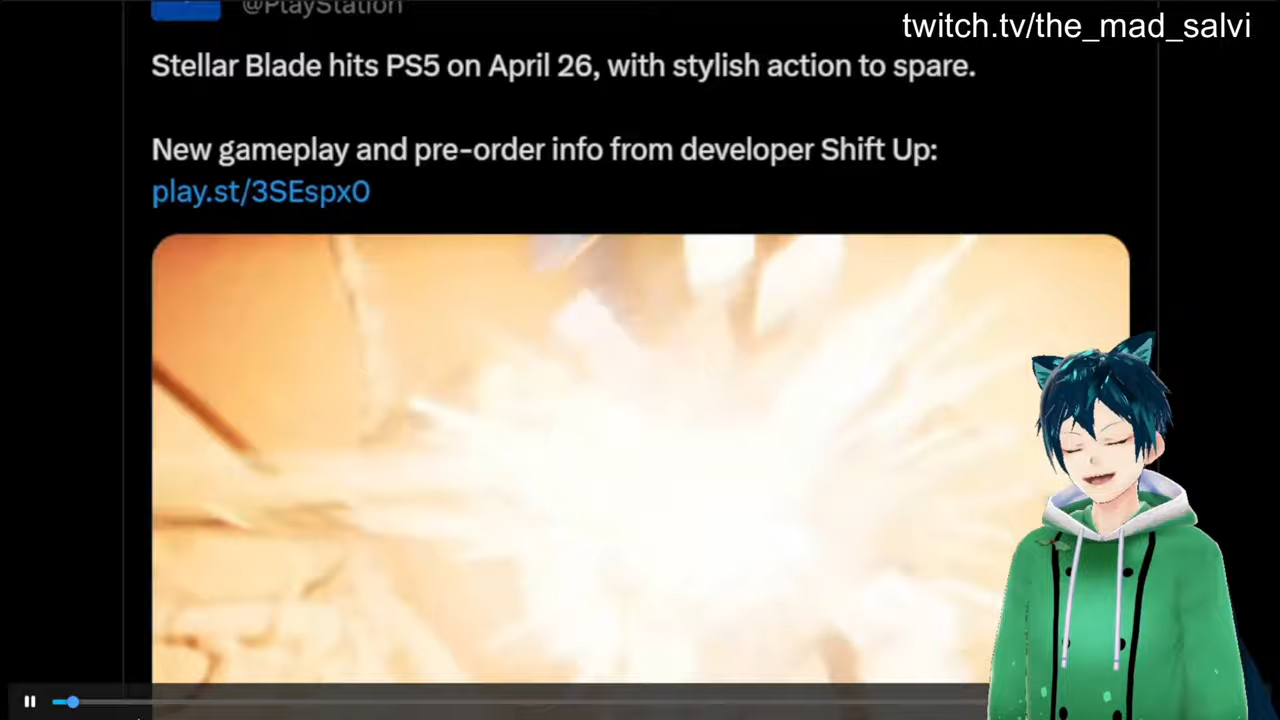 @PlayStation
twitch.tv/the_mad_salvi
Stellar Blade hits PS5 on April 26, with stylish action to spare.
New gameplay and pre-order info from developer Shift Up:
play.st/3SEspxO